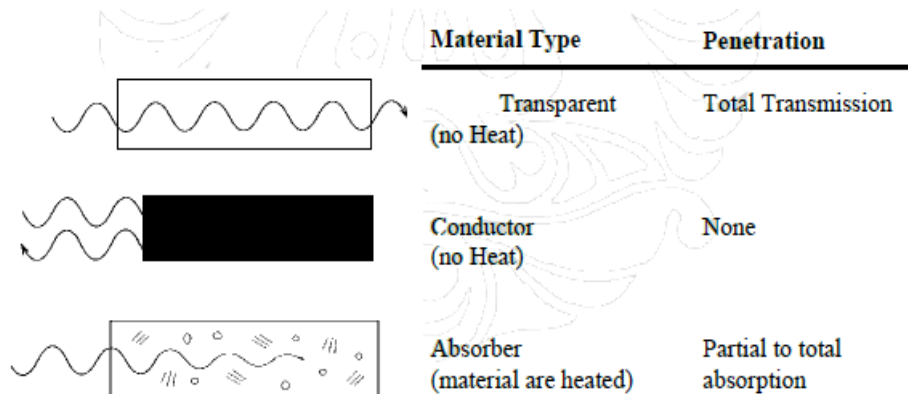 Material Type Penetration
Transparent Total Transmission
(no Heat)
Conductor None
(no Heat)
Absorber Partial to total
(material are heated) absorption